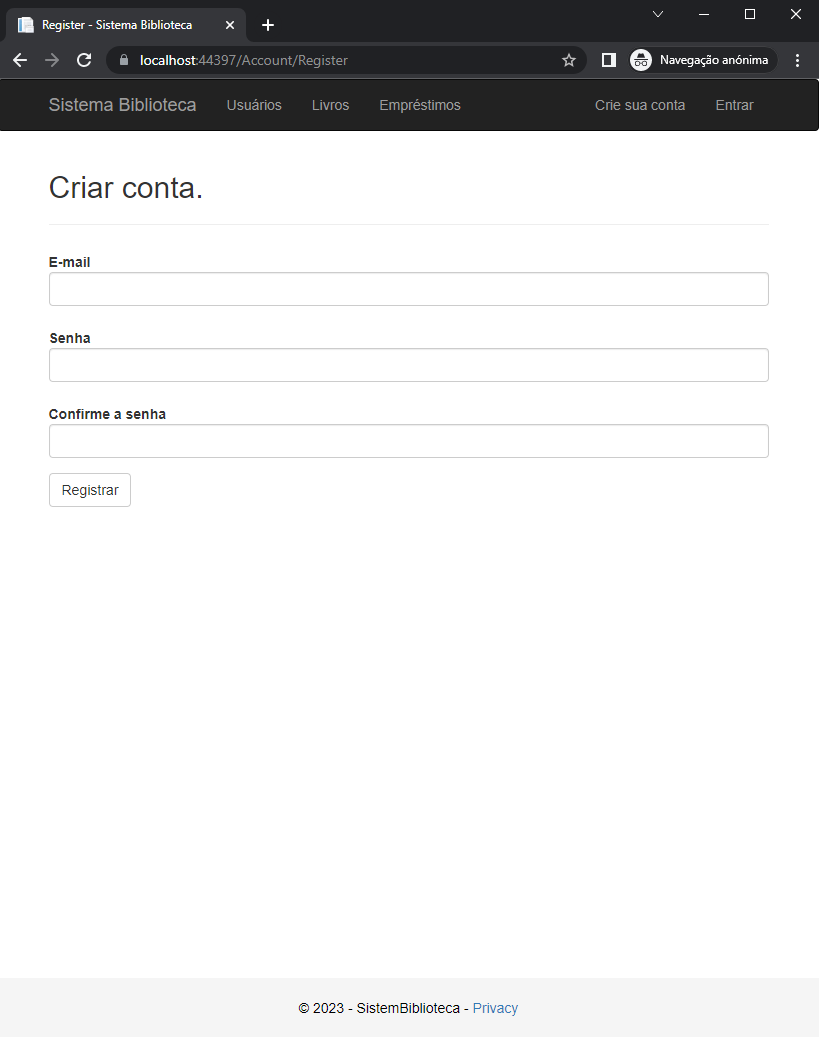 Register - Sistema Biblioteca
localhost:44397/Account/Register
Navegação anónima
Sistema Biblioteca Usuários Livros Empréstimos Crie sua conta Entrar
Criar conta.
E-mail
Senha
Confirme a senha
Registrar
© 2023 - SistemBiblioteca - Privacy